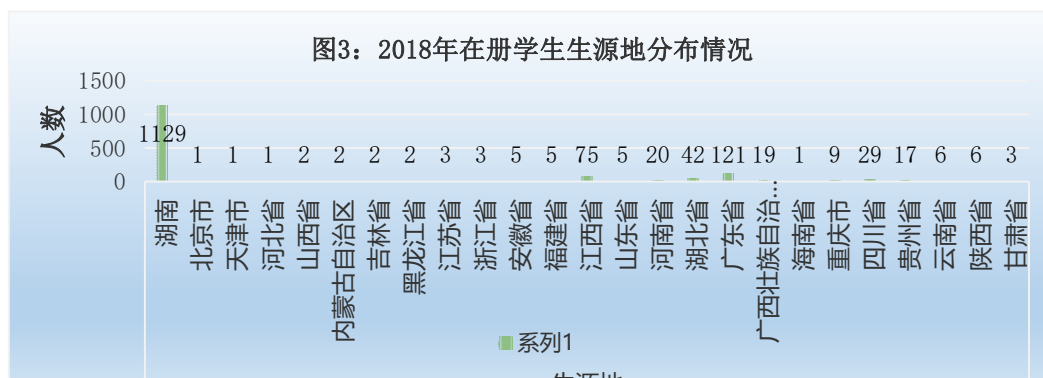 图3：2018年在册学生生源地分布情况
人数
1500
1000
500
0
1129 1 1 1 2 2 2 2 3 3 5 5 75 5 20 42 121 19 1 9 29 17 6 6 3
湖南
北京市
天津市
河北省
山西省
内蒙古自治区
吉林省
黑龙江省
江苏省
浙江省
安徽省
福建省
江西省
山东省
河南省
湖北省
广东省
广西壮族自治…
海南省
重庆市
四川省
贵州省
云南省
陕西省
甘肃省
系列1
生源地